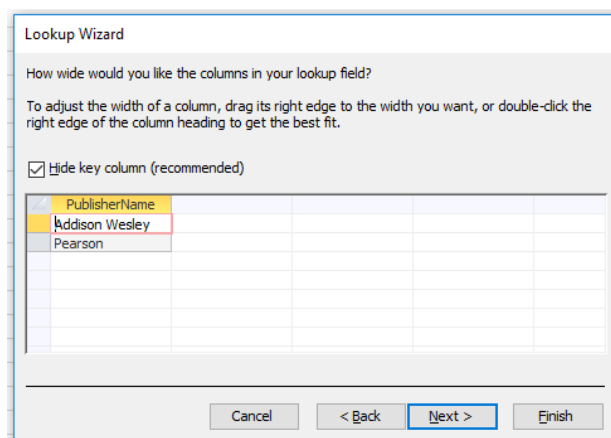 Lookup Wizard
How wide would you like the columns in your lookup field?
To adjust the width of a column, drag its right edge to the width you want, or double-click the
right edge of the column heading to get the best fit.
Hide key column (recommended)
PublisherName
Addison Wesley
Pearson
Cancel < Back Next > Finish